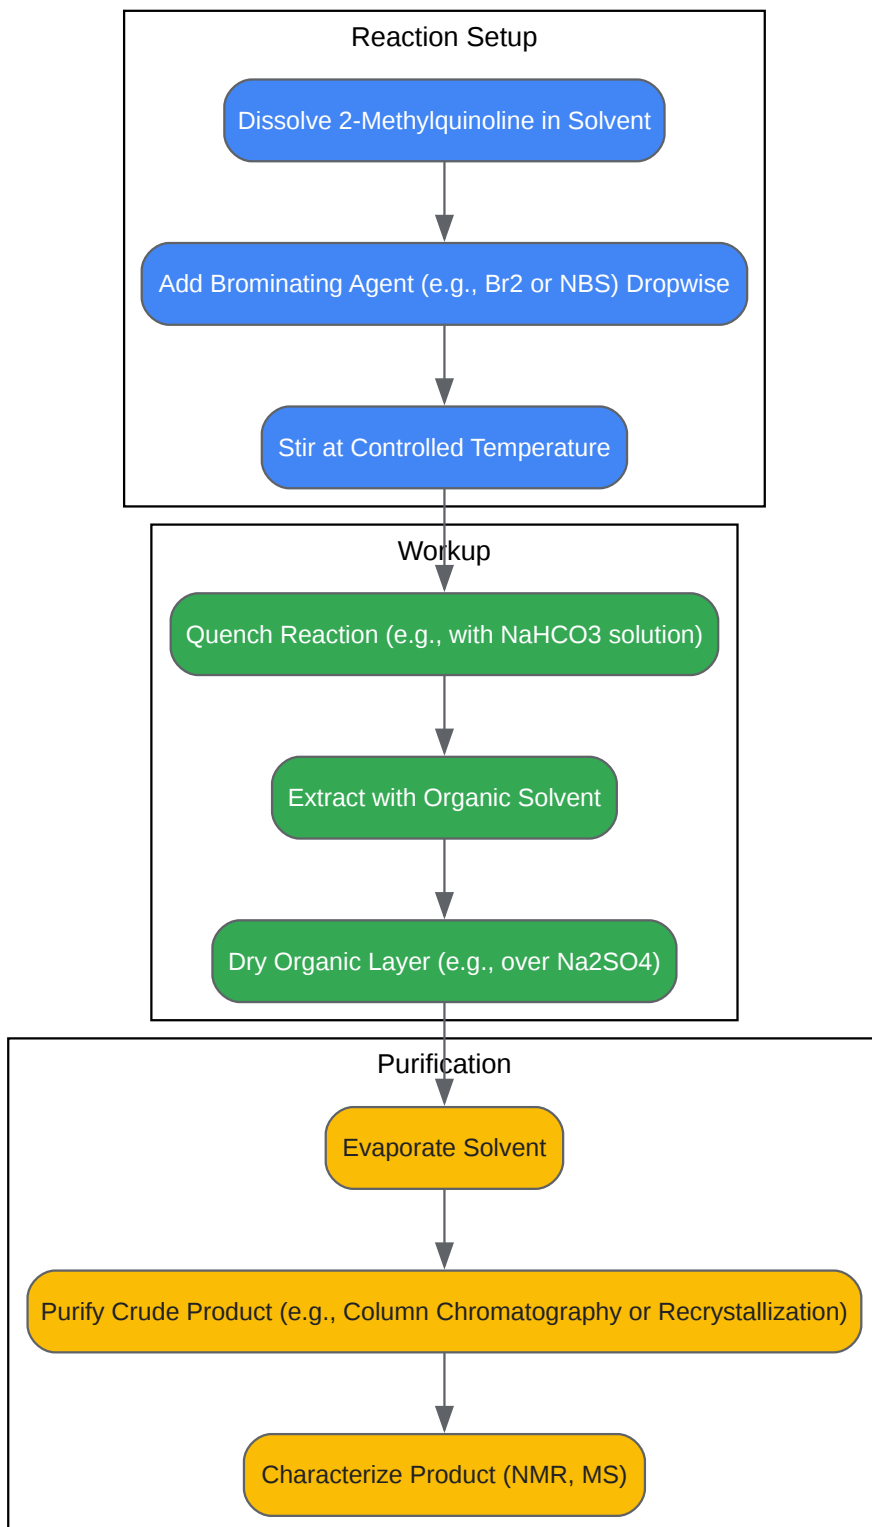 Reaction Setup
Dissolve 2-Methylquinoline in Solvent
Add Brominating Agent (e.g., Br2 or NBS) Dropwise
Stir at Controlled Temperature
Workup
Quench Reaction (e.g., with NaHCO3 solution)
Extract with Organic Solvent
Dry Organic Layer (e.g., over Na2SO4)
Purification
Evaporate Solvent
Purify Crude Product (e.g., Column Chromatography or Recrystallization)
Characterize Product (NMR, MS)